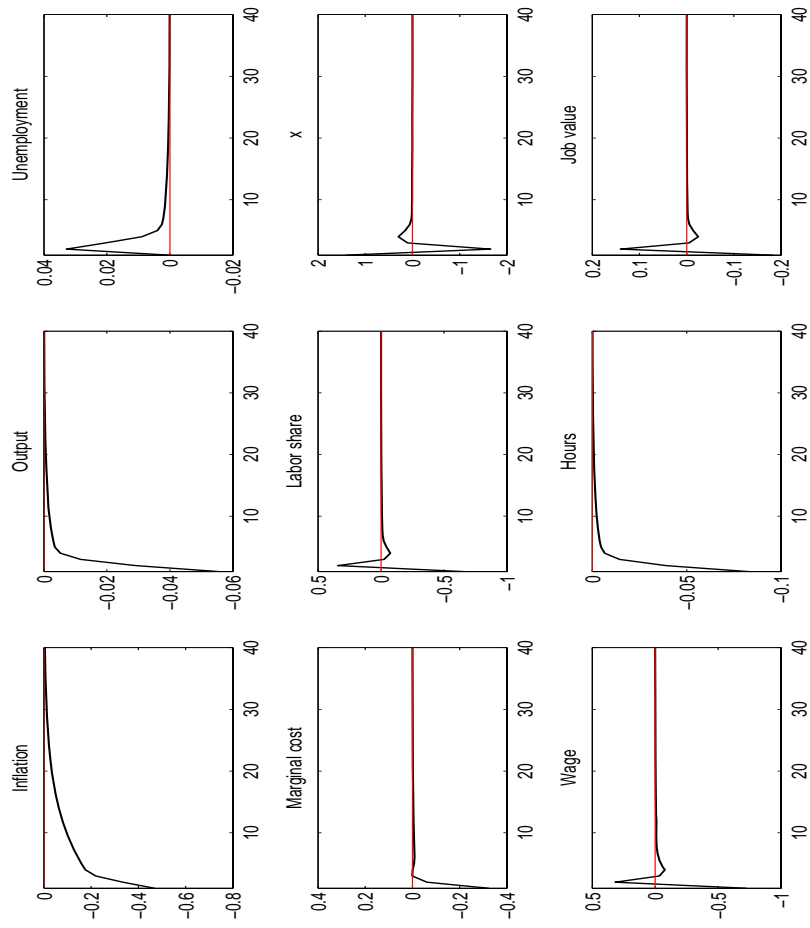 Inflation
0
−0.2
−0.4
−0.6
−0.8
10 20 30 40
Output
0
−0.02
−0.04
−0.06
10 20 30 40
Unemployment
0.04
0.02
0
−0.02
10 20 30 40
Marginal cost
0.4
0.2
0
−0.2
−0.4
10 20 30 40
Labor share
0.5
0
−0.5
−1
10 20 30 40
x
2
1
0
−1
−2
10 20 30 40
Wage
0.5
0
−0.5
−1
10 20 30 40
Hours
0
−0.05
−0.1
10 20 30 40
Job value
0.2
0.1
0
−0.1
−0.2
10 20 30 40